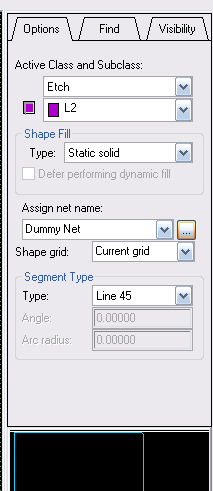 Options Find Visibility
Active Class and Subclass:
Etch
L2
Shape Fill
Type: Static solid
Defer performing dynamic fill
Assign net name:
Dummy Net ...
Shape grid: Current grid
Segment Type
Type: Line 45
Angle: 0.00000
Arc radius: 0.00000